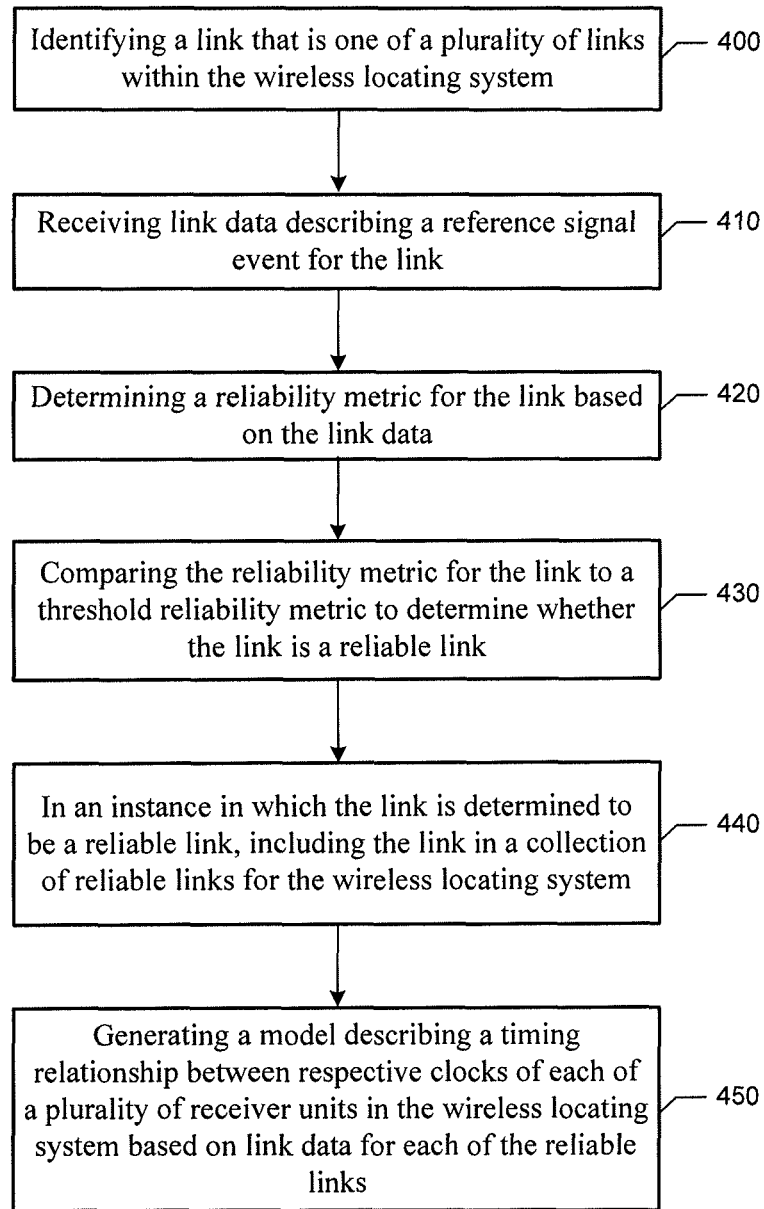 Identifying a link that is one of a plurality of links
within the wireless locating system
400
Receiving link data describing a reference signal
event for the link
410
Determining a reliability metric for the link based
on the link data
420
Comparing the reliability metric for the link to a
threshold reliability metric to determine whether
the link is a reliable link
430
In an instance in which the link is determined to
be a reliable link, including the link in a collection
of reliable links for the wireless locating system
440
Generating a model describing a timing
relationship between respective clocks of each of
a plurality of receiver units in the wireless locating
system based on link data for each of the reliable
links
450